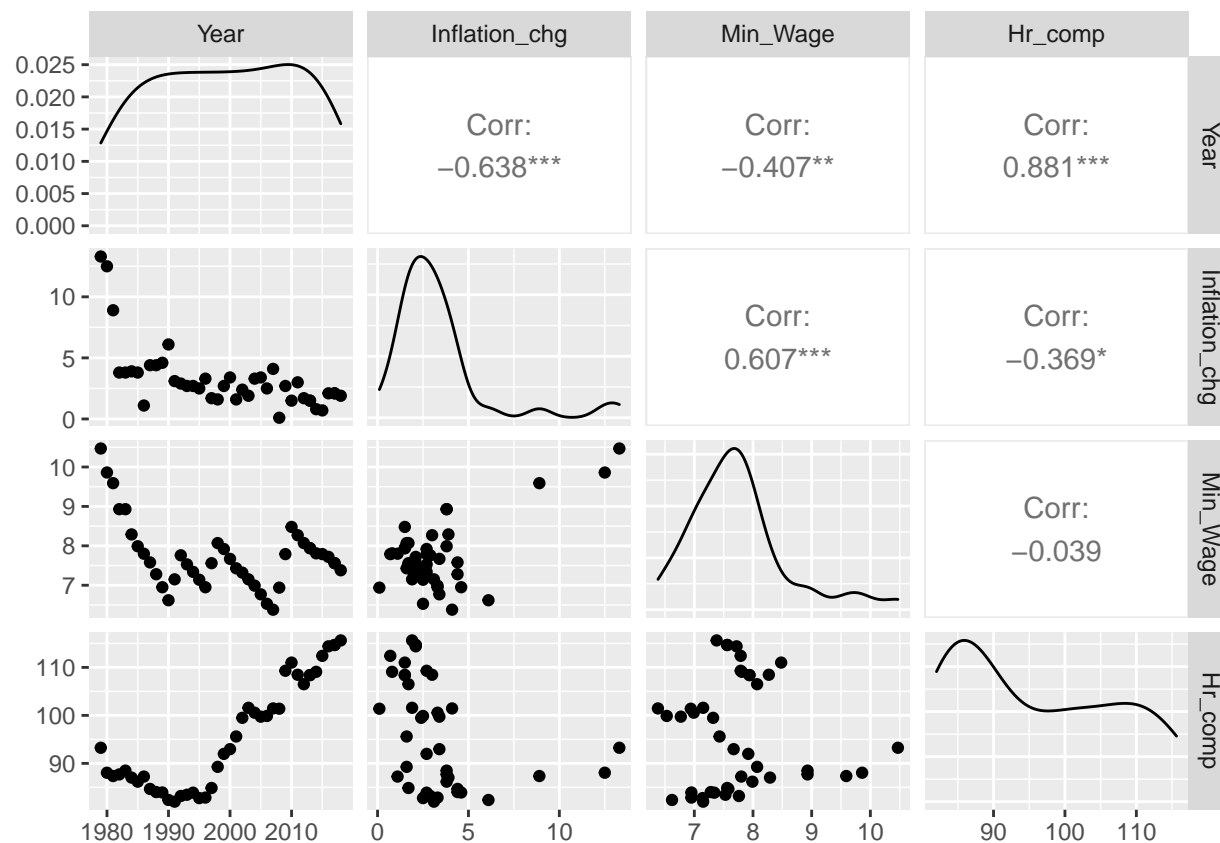 Year
Inflation_chg
Min_Wage
Hr_comp
0.025
0.020
0.015
0.010
0.005
0.000
Corr:
−0.638***
Corr:
−0.407**
Corr:
0.881***
Year
10
5
0
Corr:
0.607***
Corr:
−0.369*
Inflation_chg
10
9
8
7
Corr:
−0.039
Min_Wage
110
100
90
Hr_comp
1980 1990 2000 2010
0 5 10
7 8 9 10
90 100 110